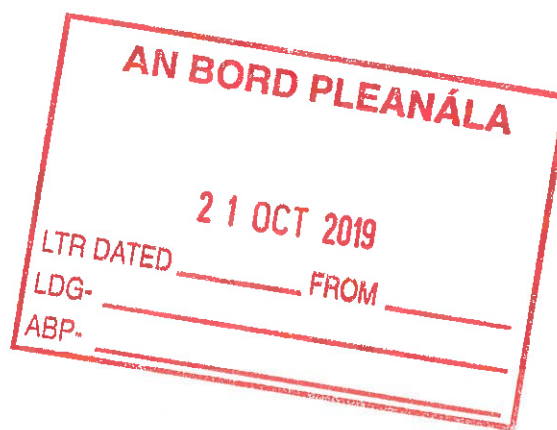 AN BORD PLEANÁLA
21 OCT 2019
LTR DATED FROM
LDG-
ABP-